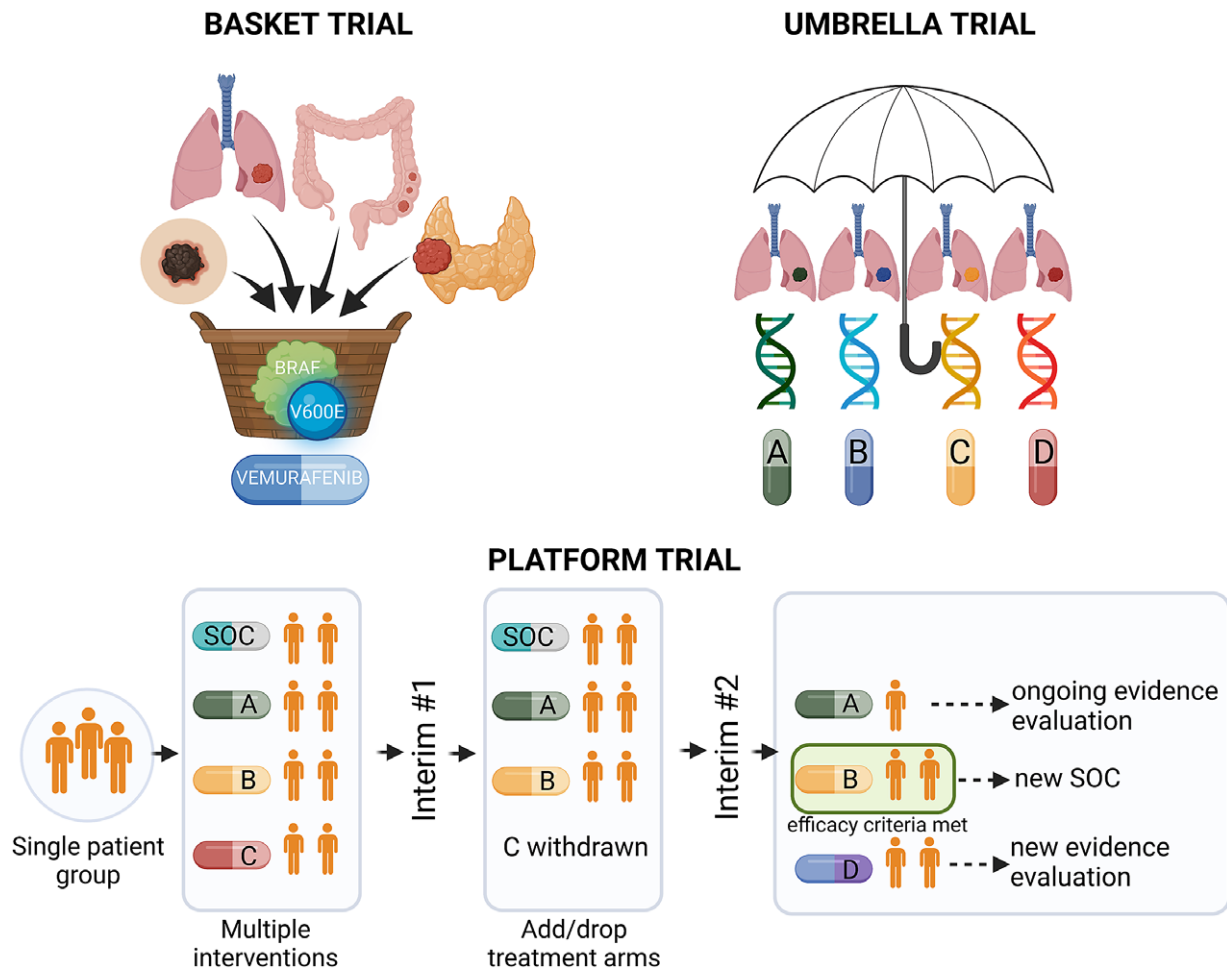 BASKET TRIAL
UMBRELLA TRIAL
BRAF
V600E
VEMURAFENIB
A
B
C
D
PLATFORM TRIAL
SOC
A
B
C
Multiple
interventions
Single patient
group
Interim #1
SOC
A
B
C withdrawn
Add/drop
treatment arms
Interim #2
A
ongoing evidence
evaluation
B
new SOC
efficacy criteria met
D
new evidence
evaluation